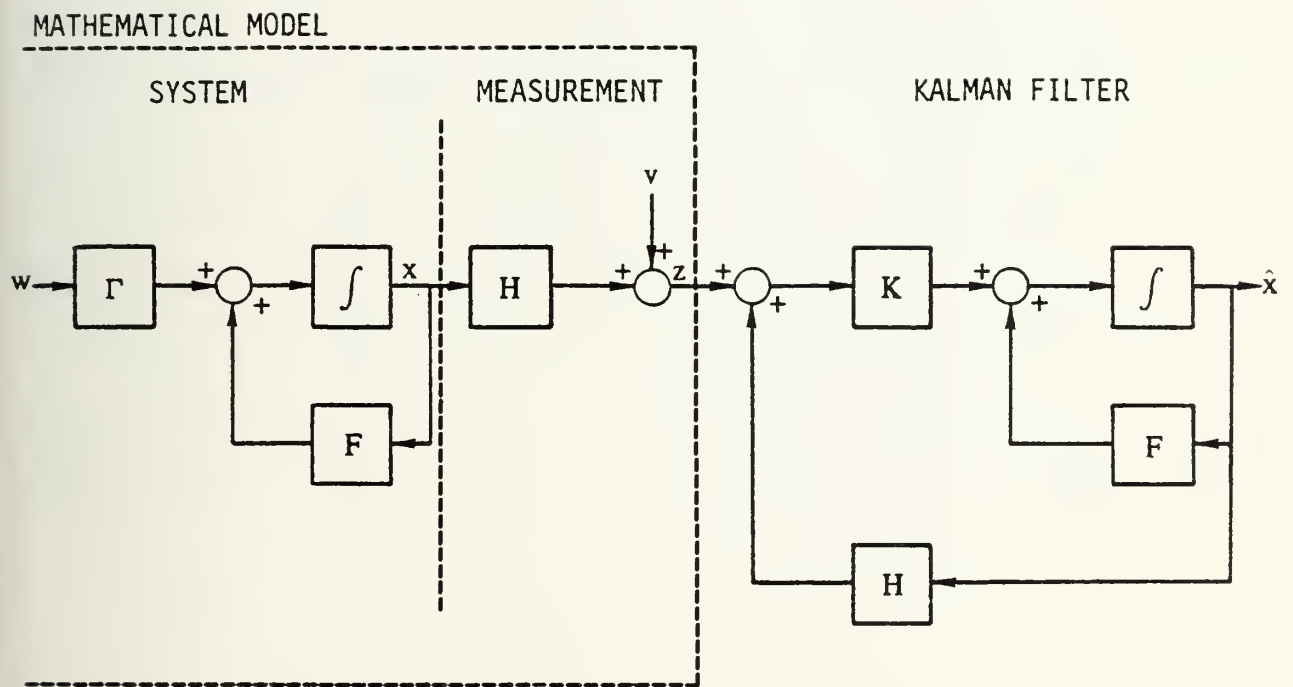 MATHEMATICAL MODEL
SYSTEM
MEASUREMENT
KALMAN FILTER
v
+
w
Γ
+
+
∫
x
H
+
z
+
+
K
+
+
∫
x̂
F
F
H